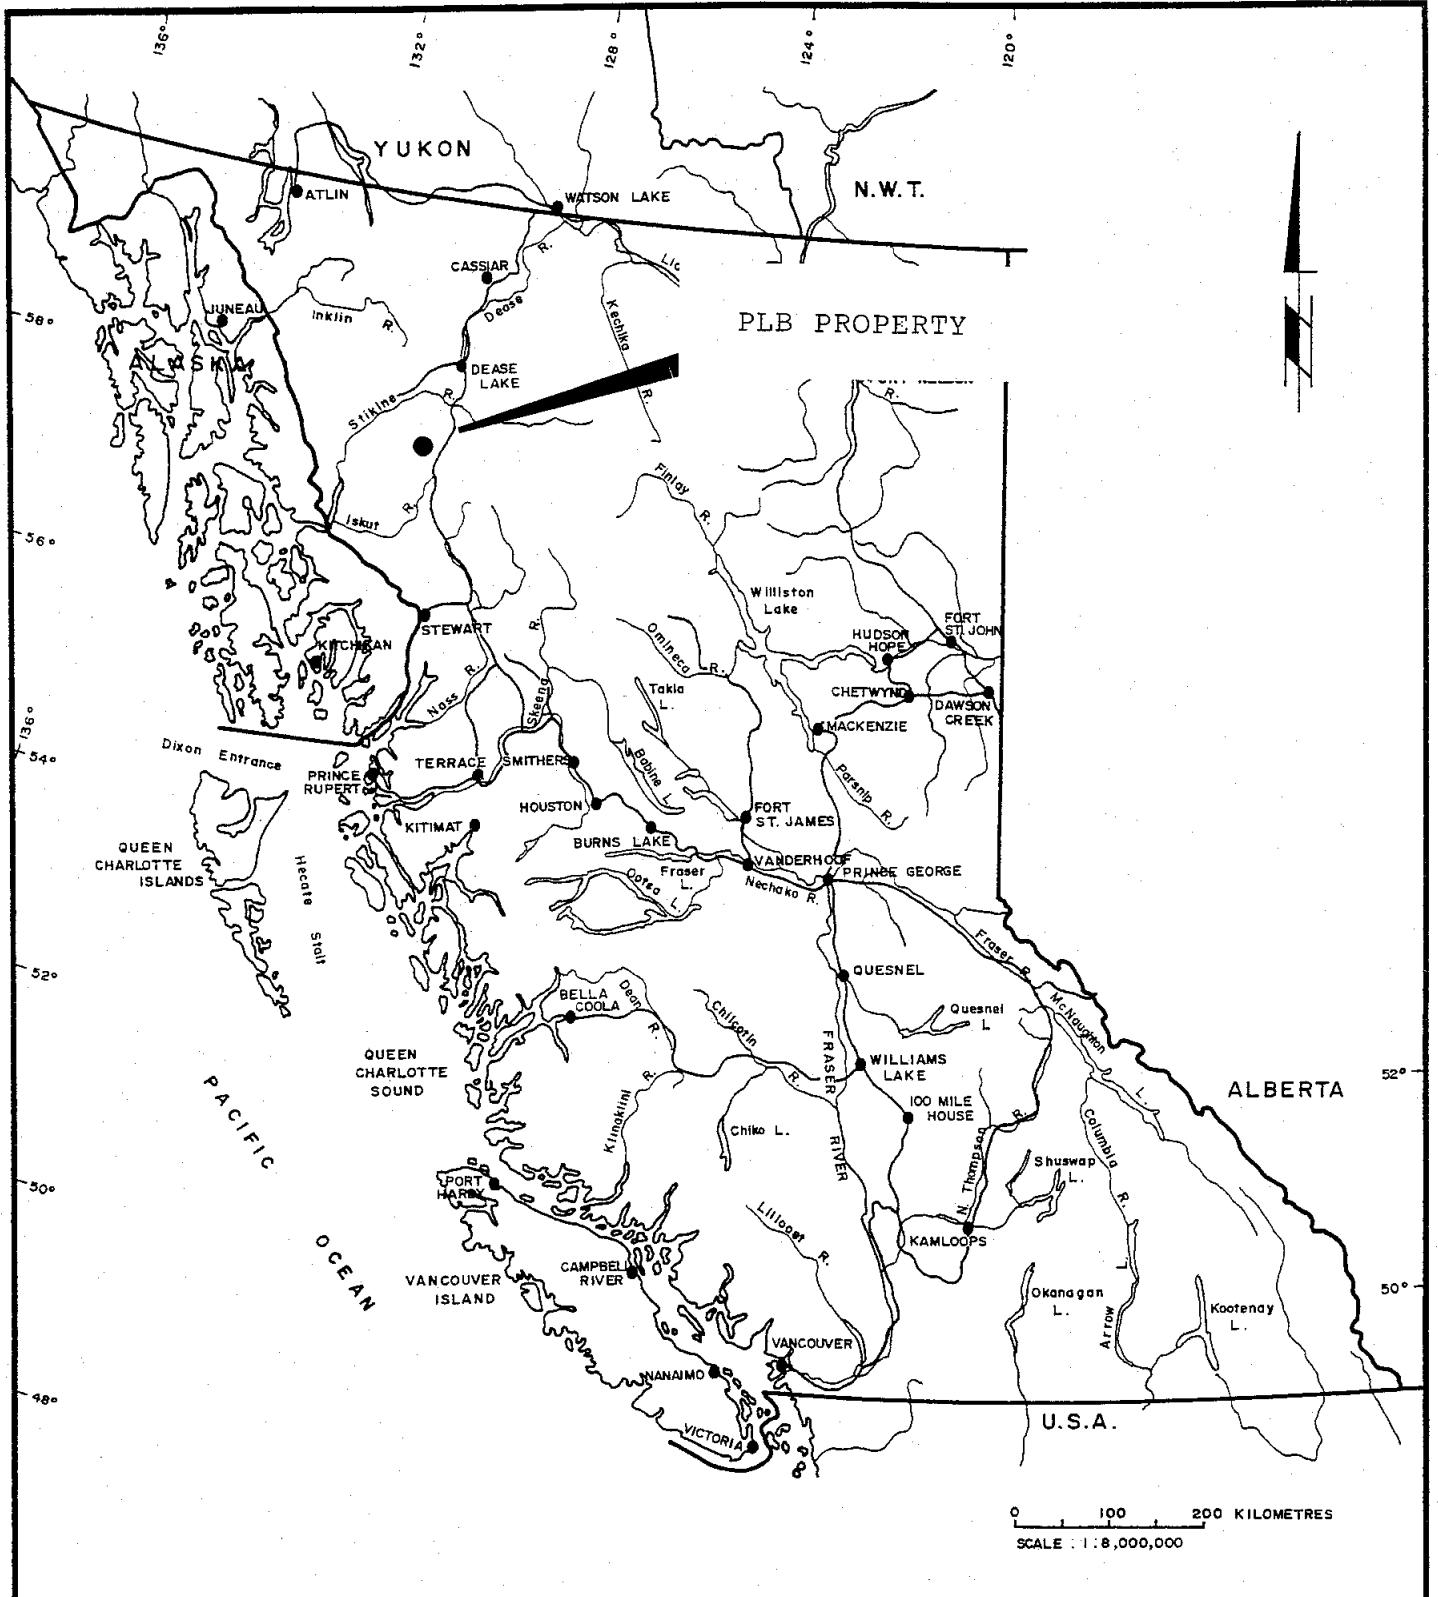 136°
132°
128°
124°
120°
YUKON
N.W.T.
ATLIN
WATSON LAKE
CASSIAR
R.
Dease
Kechika
R.
JUNEAU
Inklin
R.
58°
PLB PROPERTY
ALASKA
DEASE
LAKE
Stikine
R.
R.
Finlay
R.
Iskut
R.
56°
Williston
Lake
STEWART
FORT
ST. JOHN
HUDSON
HOPE
KITCHIKAN
Omineca
R.
R.
Nass
R.
Skeena
Takla
L.
CHETWYND
DAWSON
CREEK
MACKENZIE
136°
54°
Dixon Entrance
PRINCE
RUPERT
TERRACE
SMITHERS
Babine
L.
Parsnip
R.
HOUSTON
FORT
ST. JAMES
KITIMAT
BURNS LAKE
VANDERHOOF
Fraser
L.
Nechako R.
PRINCE GEORGE
Ootsa
L.
QUEEN
CHARLOTTE
ISLANDS
Hecate
Stait
Fraser
R.
52°
QUESNEL
BELLA
COOLA
Dean
R.
Chilcotin
R.
Quesnel
L
McNaughton
L.
QUEEN
CHARLOTTE
SOUND
FRASER
RIVER
WILLIAMS
LAKE
52°
ALBERTA
100 MILE
HOUSE
Klinaklini
R.
Chiko L.
PACIFIC
OCEAN
N. Thompson
R.
Shuswap
L.
Columbia
R.
50°
PORT
HARDY
Lillooet
R.
KAMLOOPS
CAMPBELL
RIVER
VANCOUVER
ISLAND
Okanagan
L.
Arrow
L.
Kootenay
L.
50°
VANCOUVER
NANAIMO
48°
VICTORIA
U.S.A.
0 100 200 KILOMETRES
SCALE : 1:8,000,000